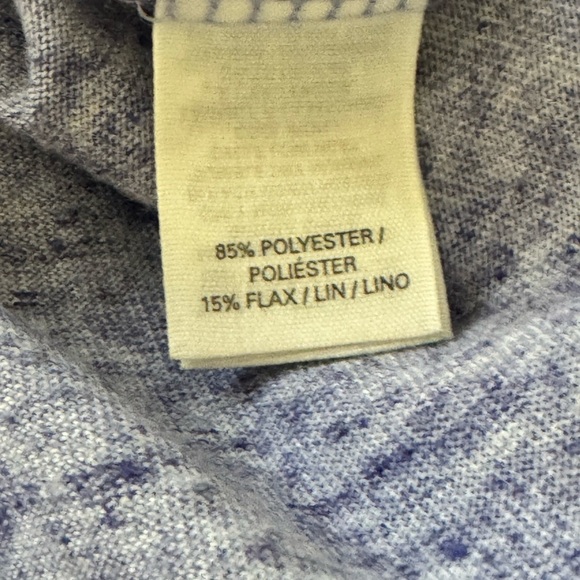 85% POLYESTER /
POLIÉSTER
15% FLAX / LIN / LINO